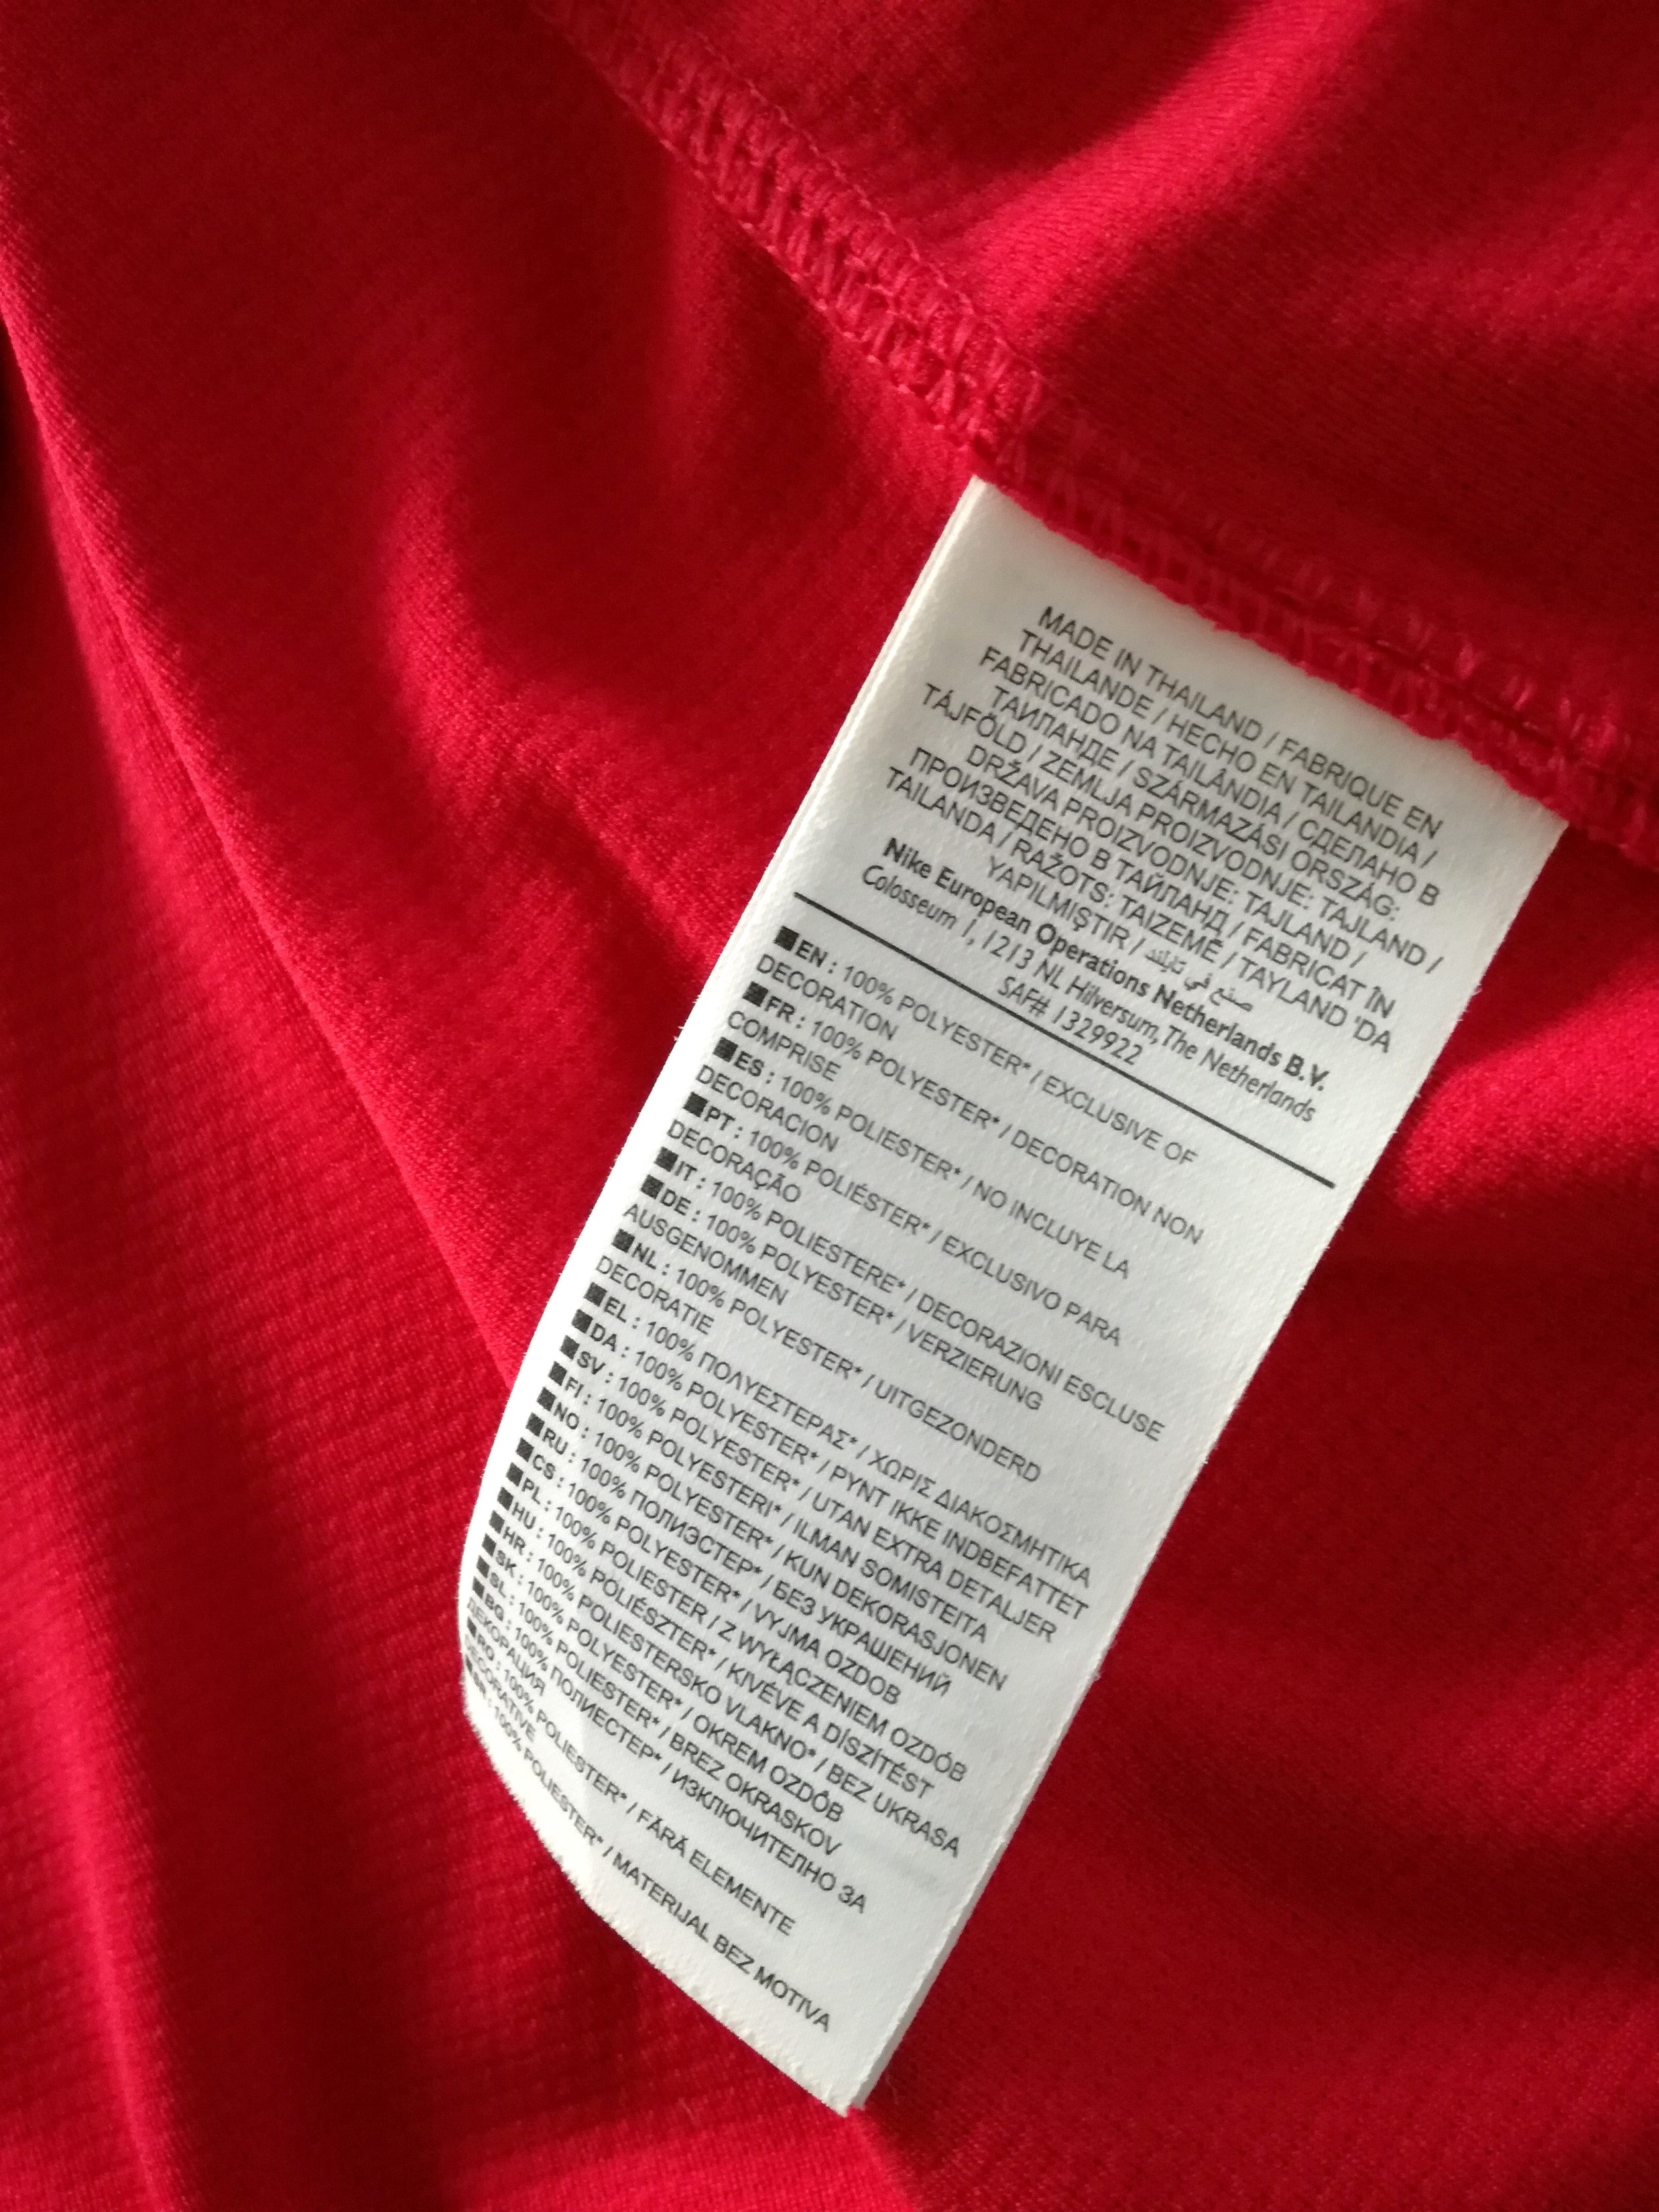 MADE IN THAILAND / FABRIQUE EN
THAILANDE / HECHO EN TAILANDIA /
FABRICADO NA TAILÂNDIA / СДЕЛАНО В
ТАИЛАНДЕ / SZÁRMAZÁSI ORSZÁG:
TÁJFÖLD / ZEMLJA PROIZVODNJE: TAJLAND /
DRŽAVA PROIZVODNJE: TAJLAND /
ПРОИЗВЕДЕНО В ТАЙЛАНД / FABRICAT ÎN
TAILANDA / RAŽOTS: TAIZEMĒ / TAYLAND 'DA
YAPILMIŞTIR / صنع في تايلند
Nike European Operations Netherlands B.V.
Colosseum 1, 1213 NL Hilversum, The Netherlands
SAF# 1329922
EN : 100% POLYESTER* / EXCLUSIVE OF
DECORATION
FR : 100% POLYESTER* / DECORATION NON
COMPRISE
ES : 100% POLIESTER* / NO INCLUYE LA
DECORACION
PT : 100% POLIÉSTER* / EXCLUSIVO PARA
DECORAÇÃO
IT : 100% POLIESTERE* / DECORAZIONI ESCLUSE
DE : 100% POLYESTER* / VERZIERUNG
AUSGENOMMEN
NL : 100% POLYESTER* / UITGEZONDERD
DECORATIE
EL : 100% ΠΟΛΥΕΣΤΕΡΑΣ* / ΧΩΡΙΣ ΔΙΑΚΟΣΜΗΤΙΚΑ
DA : 100% POLYESTER* / PYNT IKKE INDBEFATTET
SV : 100% POLYESTER* / UTAN EXTRA DETALJER
FI : 100% POLYESTERI* / ILMAN SOMISTEITA
NO : 100% POLYESTER* / KUN DEKORASJONEN
RU : 100% ПОЛИЭСТЕР* / БЕЗ УКРАШЕНИЙ
CS : 100% POLYESTER* / VYJMA OZDOB
PL : 100% POLIESTER / Z WYŁĄCZENIEM OZDÓB
HU : 100% POLIÉSZTER* / KIVÉVE A DÍSZÍTÉST
HR : 100% POLIESTERSKO VLAKNO* / BEZ UKRASA
SK : 100% POLYESTER* / OKREM OZDÔB
SL : 100% POLIESTER* / BREZ OKRASKOV
BG : 100% ПОЛИЕСТЕР* / ИЗКЛЮЧИТЕЛНО ЗА
ДЕКОРАЦИЯ
RO : 100% POLIESTER* / FĂRĂ ELEMENTE
DECORATIVE
SR : 100% POLIESTER* / MATERIJAL BEZ MOTIVA